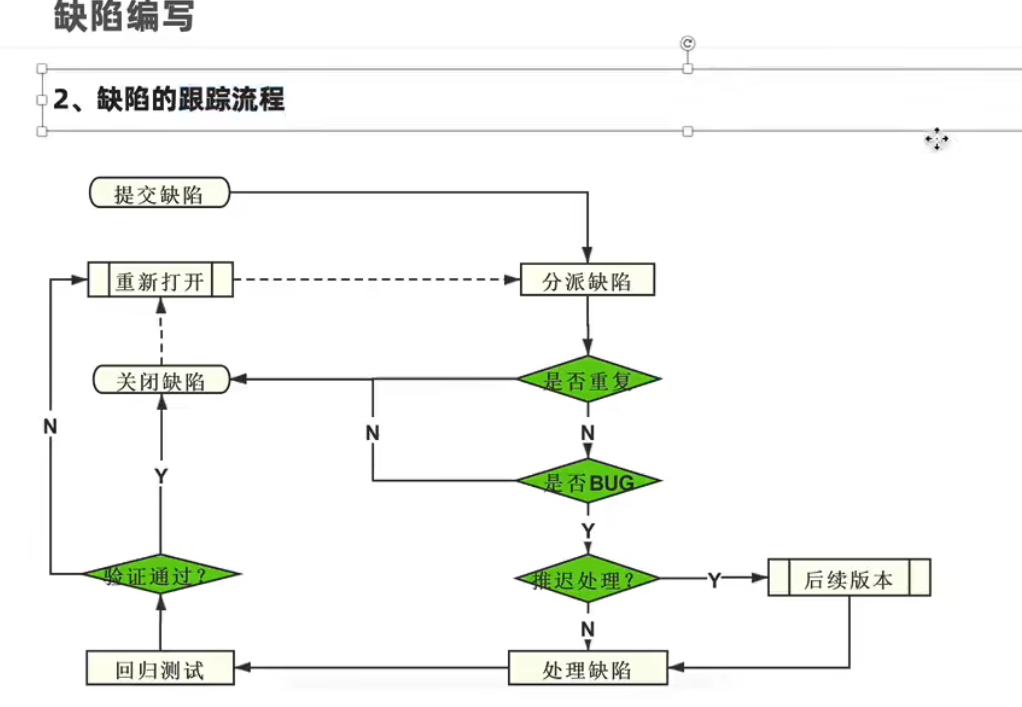 缺陷编写
2、缺陷的跟踪流程
提交缺陷
重新打开
分派缺陷
关闭缺陷
是否重复
N
N
N
Y
是否BUG
Y
验证通过?
推迟处理?
Y
后续版本
N
回归测试
处理缺陷